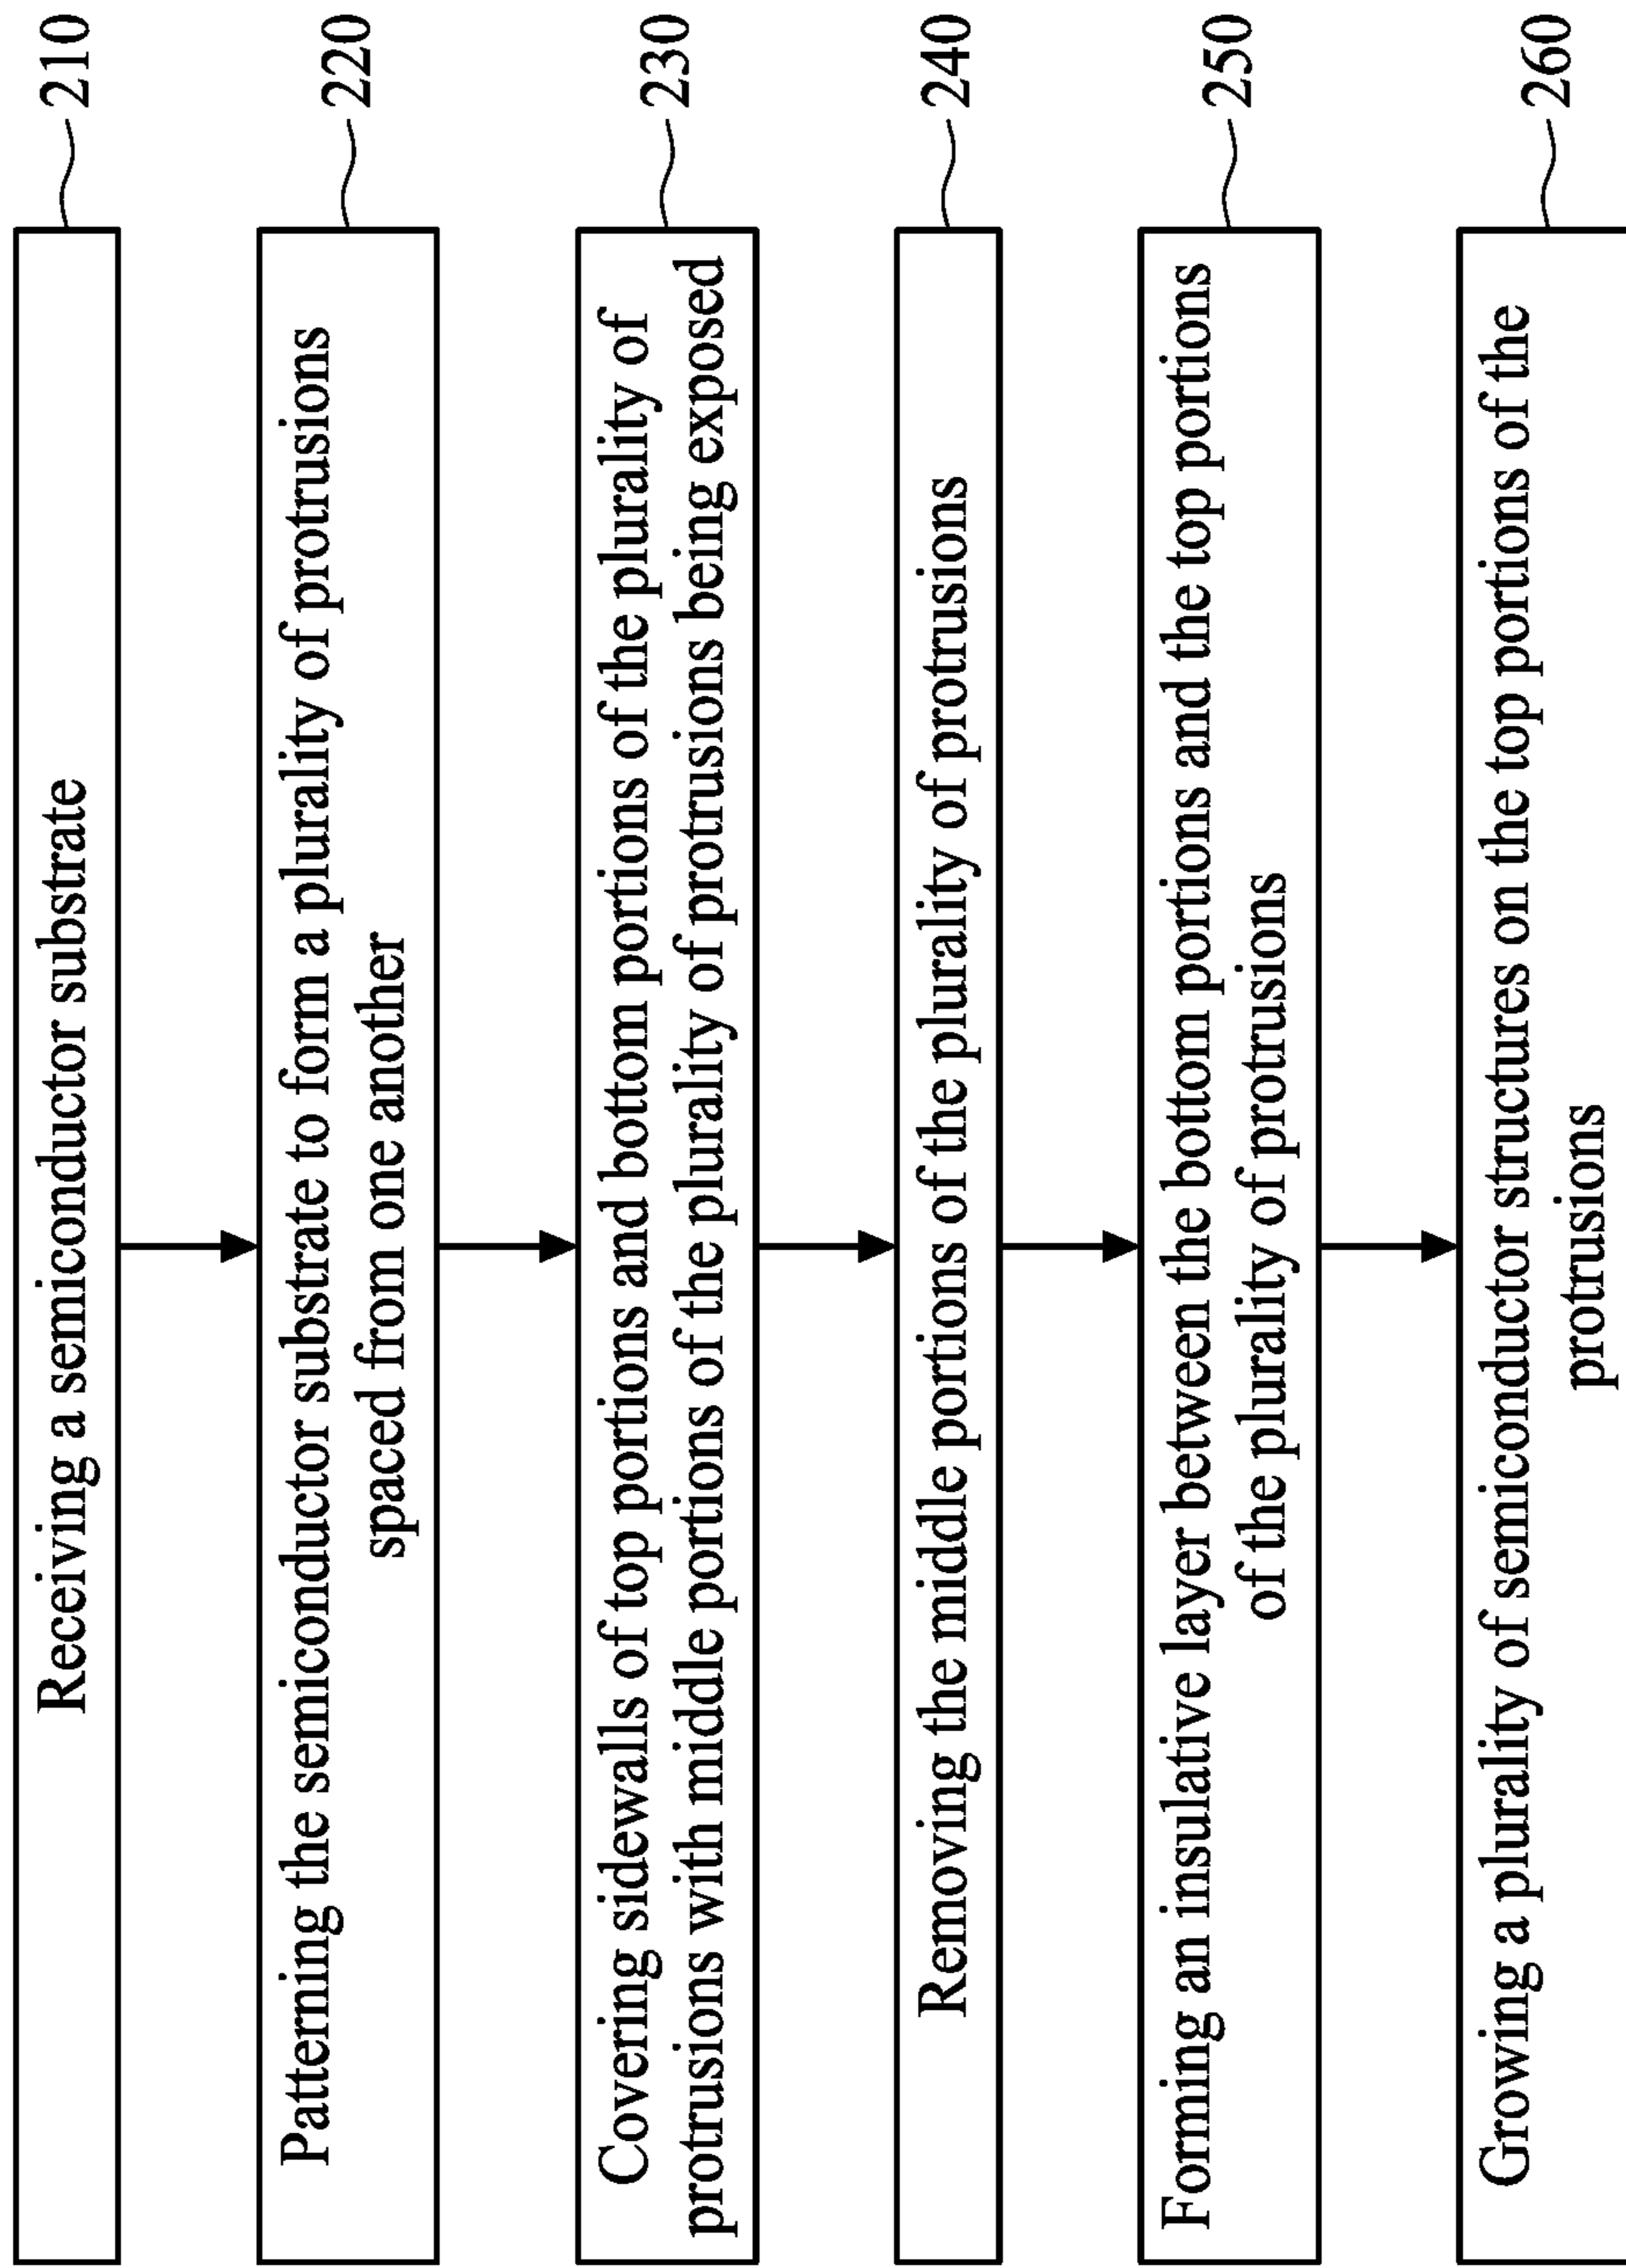 Receiving a semiconductor substrate
210
Patterning the semiconductor substrate to form a plurality of protrusions
spaced from one another
220
Covering sidewalls of top portions and bottom portions of the plurality of
protrusions with middle portions of the plurality of protrusions being exposed
230
Removing the middle portions of the plurality of protrusions
240
Forming an insulative layer between the bottom portions and the top portions
of the plurality of protrusions
250
Growing a plurality of semiconductor structures on the top portions of the
protrusions
260